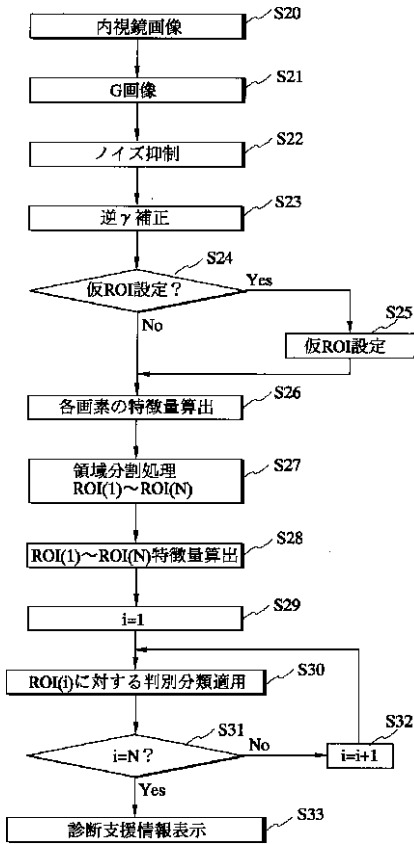 S20
内視鏡画像
S21
G画像
S22
ノイズ抑制
S23
逆γ補正
S24
仮ROI設定？
Yes
No
S25
仮ROI設定
S26
各画素の特徴量算出
S27
領域分割処理
ROI(1)～ROI(N)
S28
ROI(1)～ROI(N)特徴量算出
S29
i=1
S30
ROI(i)に対する判別分類適用
S31
i=N？
No
Yes
S32
i=i+1
S33
診断支援情報表示